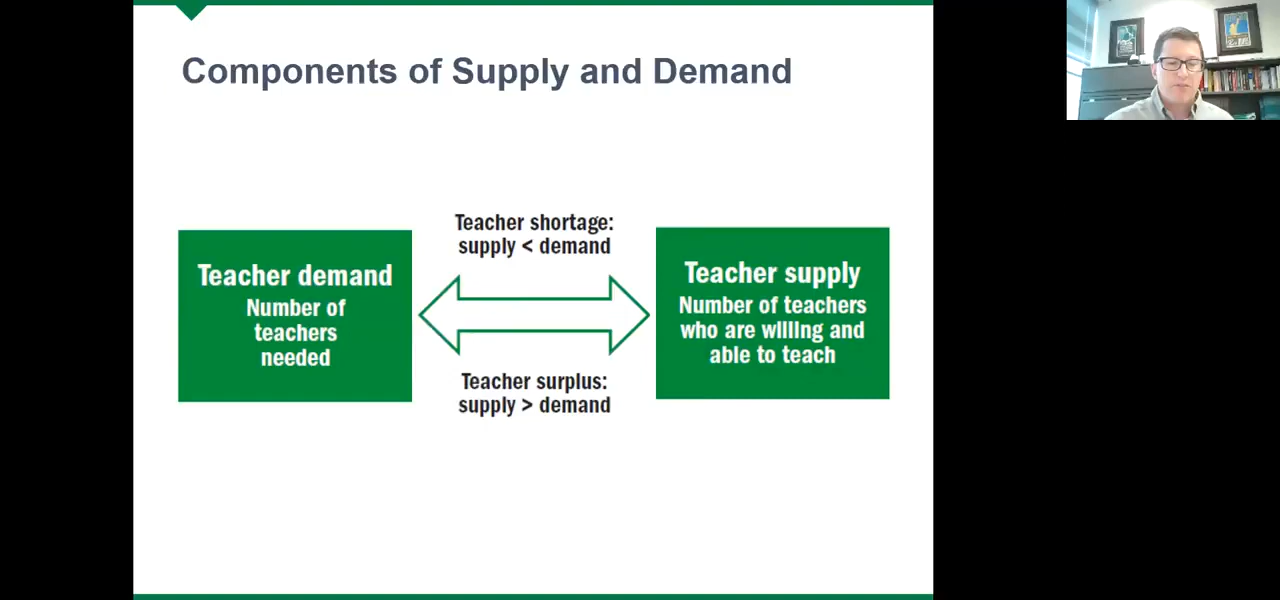 Components of Supply and Demand
Teacher demand
Number of
teachers
needed
Teacher shortage:
supply < demand
Teacher surplus:
supply > demand
Teacher supply
Number of teachers
who are willing and
able to teach